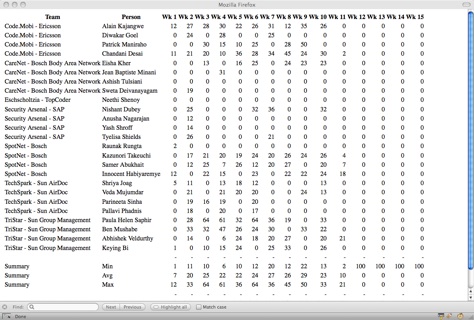 Mozilla Firefox
Team Person Wk 1 Wk 2 Wk 3 Wk 4 Wk 5 Wk 6 Wk 7 Wk 8 Wk 9 Wk 10 Wk 11 Wk 12 Wk 13 Wk 14 Wk 15
Code.Mobi - Ericsson Alain Kajangwe 12 27 28 30 22 26 31 12 35 26 0 0 0 0 0
Code.Mobi - Ericsson Diwakar Goel 0 24 0 28 0 0 25 0 0 0 0 0 0 0 0
Code.Mobi - Ericsson Patrick Maniraho 0 0 30 15 10 25 0 28 50 0 0 0 0 0
Code.Mobi - Ericsson Chandani Desai 11 21 20 10 36 28 34 45 24 30 2 0 0 0 0
CareNet - Bosch Body Area Network Eisha Kher 0 0 13 0 16 25 0 24 23 23 0 0 0 0 0
CareNet - Bosch Body Area Network Jean Baptiste Minani 0 0 31 0 0 0 0 0 0 0 0 0 0 0
CareNet - Bosch Body Area Network Ashish Tulsiani 0 0 0 0 0 0 0 0 0 0 0 0 0 0
CareNet - Bosch Body Area Network Sweta Deivanayagam 0 19 0 0 0 0 0 0 0 0 0 0 0 0 0
Eschscholtzia - TopCoder Neethi Shenoy 0 0 0 0 0 0 0 0 0 0 0 0 0 0
Security Arsenal - SAP Nishant Dubey 0 25 0 0 0 32 36 0 32 0 0 0 0 0
Security Arsenal - SAP Anusha Nagarajan 0 12 0 0 0 0 0 0 0 0 0 0 0 0 0
Security Arsenal - SAP Yash Shroff 0 14 0 0 0 0 0 0 0 0 0 0 0 0 0
Security Arsenal - SAP Tyelisa Shields 0 26 0 0 0 0 21 0 0 0 0 0 0 0 0
SpotNet - Bosch Raunak Rungta 2 0 0 0 0 0 0 0 0 0 0 0 0 0 0
SpotNet - Bosch Kazunori Takeuchi 0 17 21 20 19 24 20 26 24 26 4 0 0 0 0
SpotNet - Bosch Samer Abukhait 0 12 25 7 26 12 20 27 0 20 7 0 0 0 0
SpotNet - Bosch Innocent Habiyaremye 12 0 22 15 0 23 0 22 22 24 18 0 0 0 0
TechSpark - Sun AirDoc Shriya Joag 5 11 0 13 18 12 0 0 13 0 0 0 0 0
TechSpark - Sun AirDoc Veda Mujumdar 0 21 0 21 20 20 0 24 13 0 0 0 0 0
TechSpark - Sun AirDoc Parineeta Sinha 0 19 16 19 0 20 0 0 0 0 0 0 0 0 0
TechSpark - Sun AirDoc Pallavi Phadnis 0 18 0 20 0 17 0 0 0 0 0 0 0 0 0
TriStar - Sun Group Management Paula Helen Saphir 0 28 64 61 32 64 36 19 0 33 0 0 0 0 0
TriStar - Sun Group Management Ben Mushabe 0 33 32 47 26 24 30 0 33 22 0 0 0 0 0
TriStar - Sun Group Management Abhishek Veldurthy 0 14 0 6 24 18 20 27 0 20 21 0 0 0 0
TriStar - Sun Group Management Keying Bi 1 0 10 15 24 0 25 33 0 26 0 0 0 0 0
- - - - - - - - - - - - - - -
Summary Min 1 11 10 6 10 12 20 12 22 13 2 100 100 100 100
Summary Avg 7 20 25 22 22 24 27 26 29 23 10 0 0 0 0
Summary Max 12 33 64 61 36 64 36 45 50 33 21 0 0 0 0
- - - - - - - - - - - - - - -
Find: Next Previous Highlight all Match case
Done